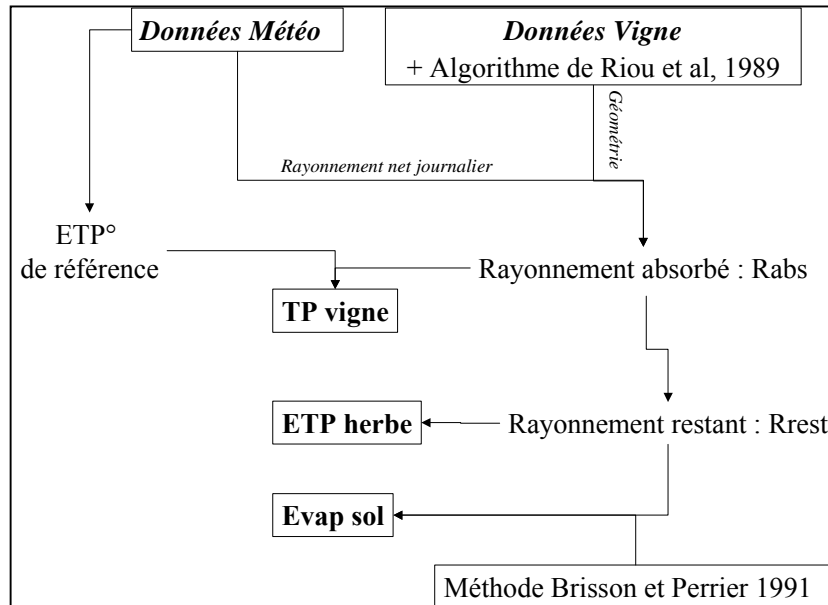 Données Météo
Données Vigne
+ Algorithme de Riou et al, 1989
Géométrie
Rayonnement net journalier
ETP°
de référence
Rayonnement absorbé : Rabs
TP vigne
ETP herbe
Rayonnement restant : Rrest
Evap sol
Méthode Brisson et Perrier 1991